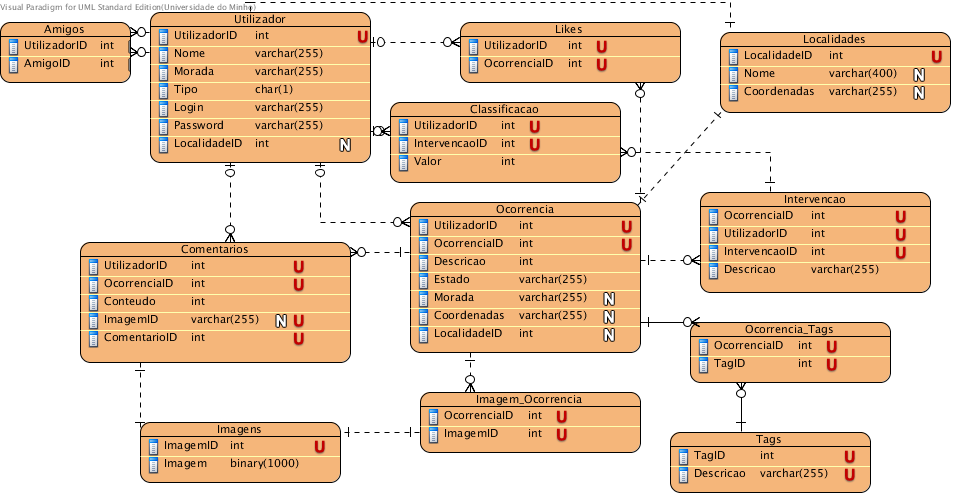 Visual Paradigm for UML Standard Edition(Universidade do Minho)
Amigos
UtilizadorID int
AmigoID int
Utilizador
UtilizadorID int U
Nome varchar(255)
Morada varchar(255)
Tipo char(1)
Login varchar(255)
Password varchar(255)
LocalidadeID int N
Likes
UtilizadorID int U
OcorrenciaID int U
Localidades
LocalidadeID int U
Nome varchar(400) N
Coordenadas varchar(255) N
Classificacao
UtilizadorID int U
IntervencaoID int U
Valor int
Intervencao
OcorrenciaID int U
UtilizadorID int U
IntervencaoID int U
Descricao varchar(255)
Ocorrencia
UtilizadorID int U
OcorrenciaID int U
Descricao int
Estado varchar(255)
Morada varchar(255) N
Coordenadas varchar(255) N
LocalidadeID int N
Comentarios
UtilizadorID int U
OcorrenciaID int U
Conteudo int
ImagemID varchar(255) N U
ComentarioID int U
Ocorrencia_Tags
OcorrenciaID int U
TagID int U
Imagem_Ocorrencia
OcorrenciaID int U
ImagemID int U
Imagens
ImagemID int U
Imagem binary(1000)
Tags
TagID int U
Descricao varchar(255) U